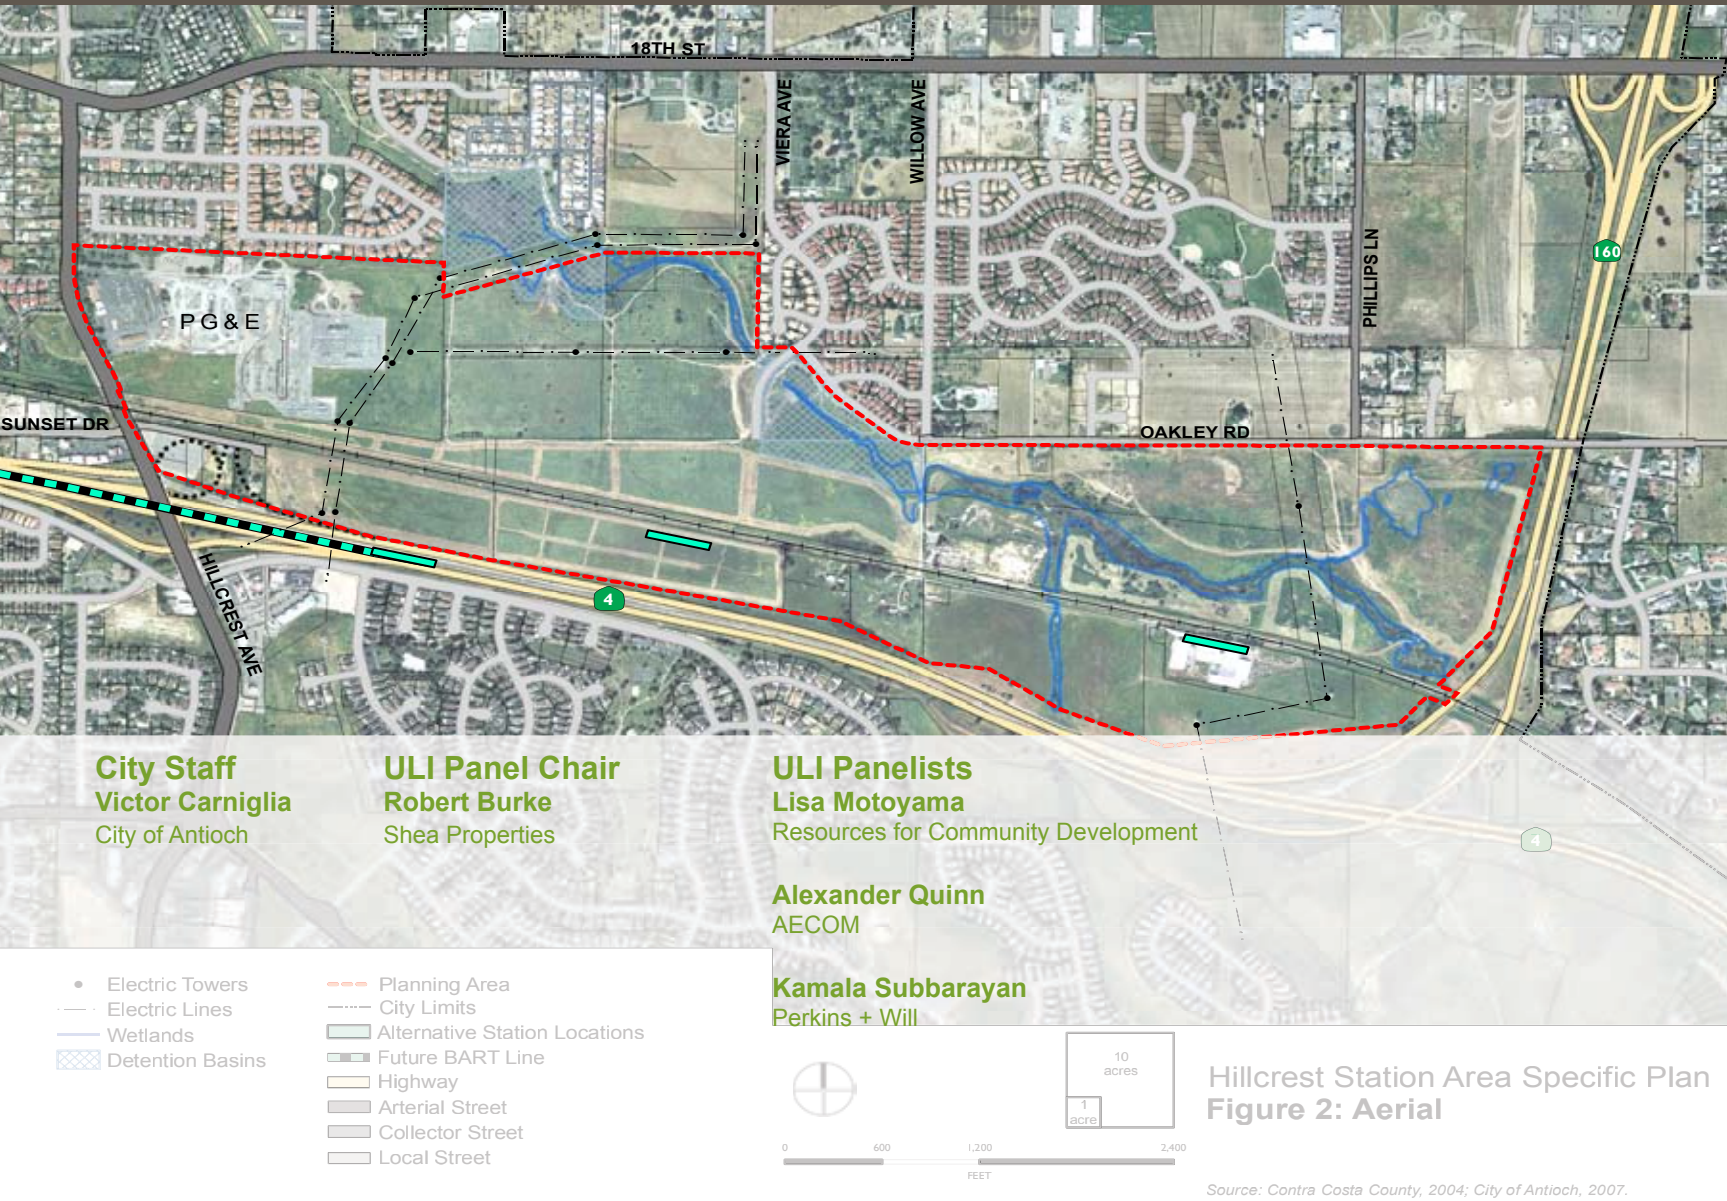 18TH ST
VIERA AVE
WILLOW AVE
PHILLIPS LN
160
PG&E
SUNSET DR
OAKLEY RD
HILLCREST AVE
4
City Staff
Victor Carniglia
City of Antioch
ULI Panel Chair
Robert Burke
Shea Properties
ULI Panelists
Lisa Motoyama
Resources for Community Development
Alexander Quinn
AECOM
Kamala Subbarayan
Perkins + Will
4
Electric Towers
Electric Lines
Wetlands
Detention Basins
Planning Area
City Limits
Alternative Station Locations
Future BART Line
Highway
Arterial Street
Collector Street
Local Street
10
acres
1
acre
0 600 1,200 2,400
FEET
Hillcrest Station Area Specific Plan
Figure 2: Aerial
Source: Contra Costa County, 2004; City of Antioch, 2007.